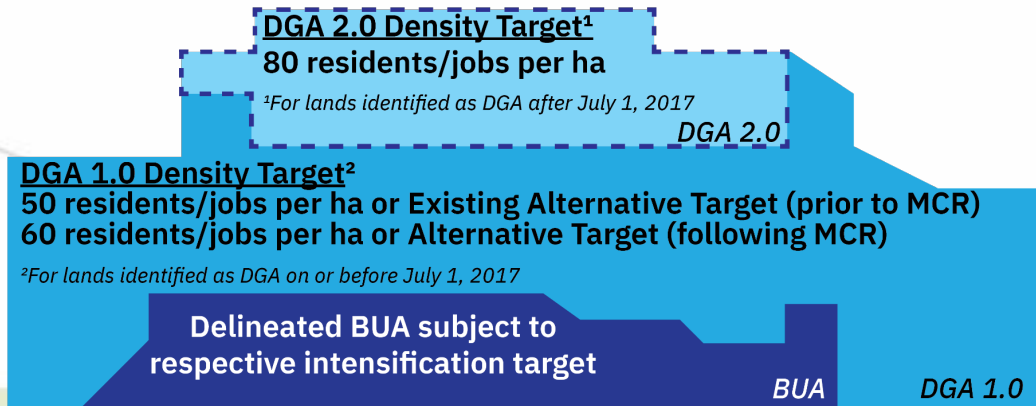 DGA 2.0 Density Target¹
80 residents/jobs per ha
¹For lands identified as DGA after July 1, 2017
DGA 2.0
DGA 1.0 Density Target²
50 residents/jobs per ha or Existing Alternative Target (prior to MCR)
60 residents/jobs per ha or Alternative Target (following MCR)
²For lands identified as DGA on or before July 1, 2017
Delineated BUA subject to
respective intensification target
BUA
DGA 1.0